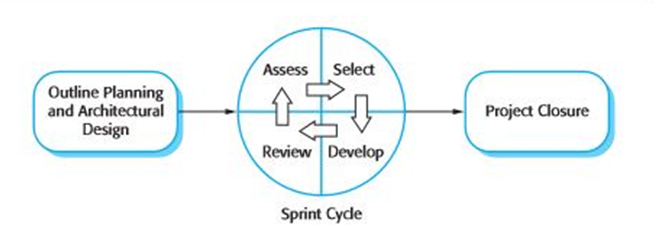 Outline Planning
and Architectural
Design
Assess
Select
Review
Develop
Sprint Cycle
Project Closure